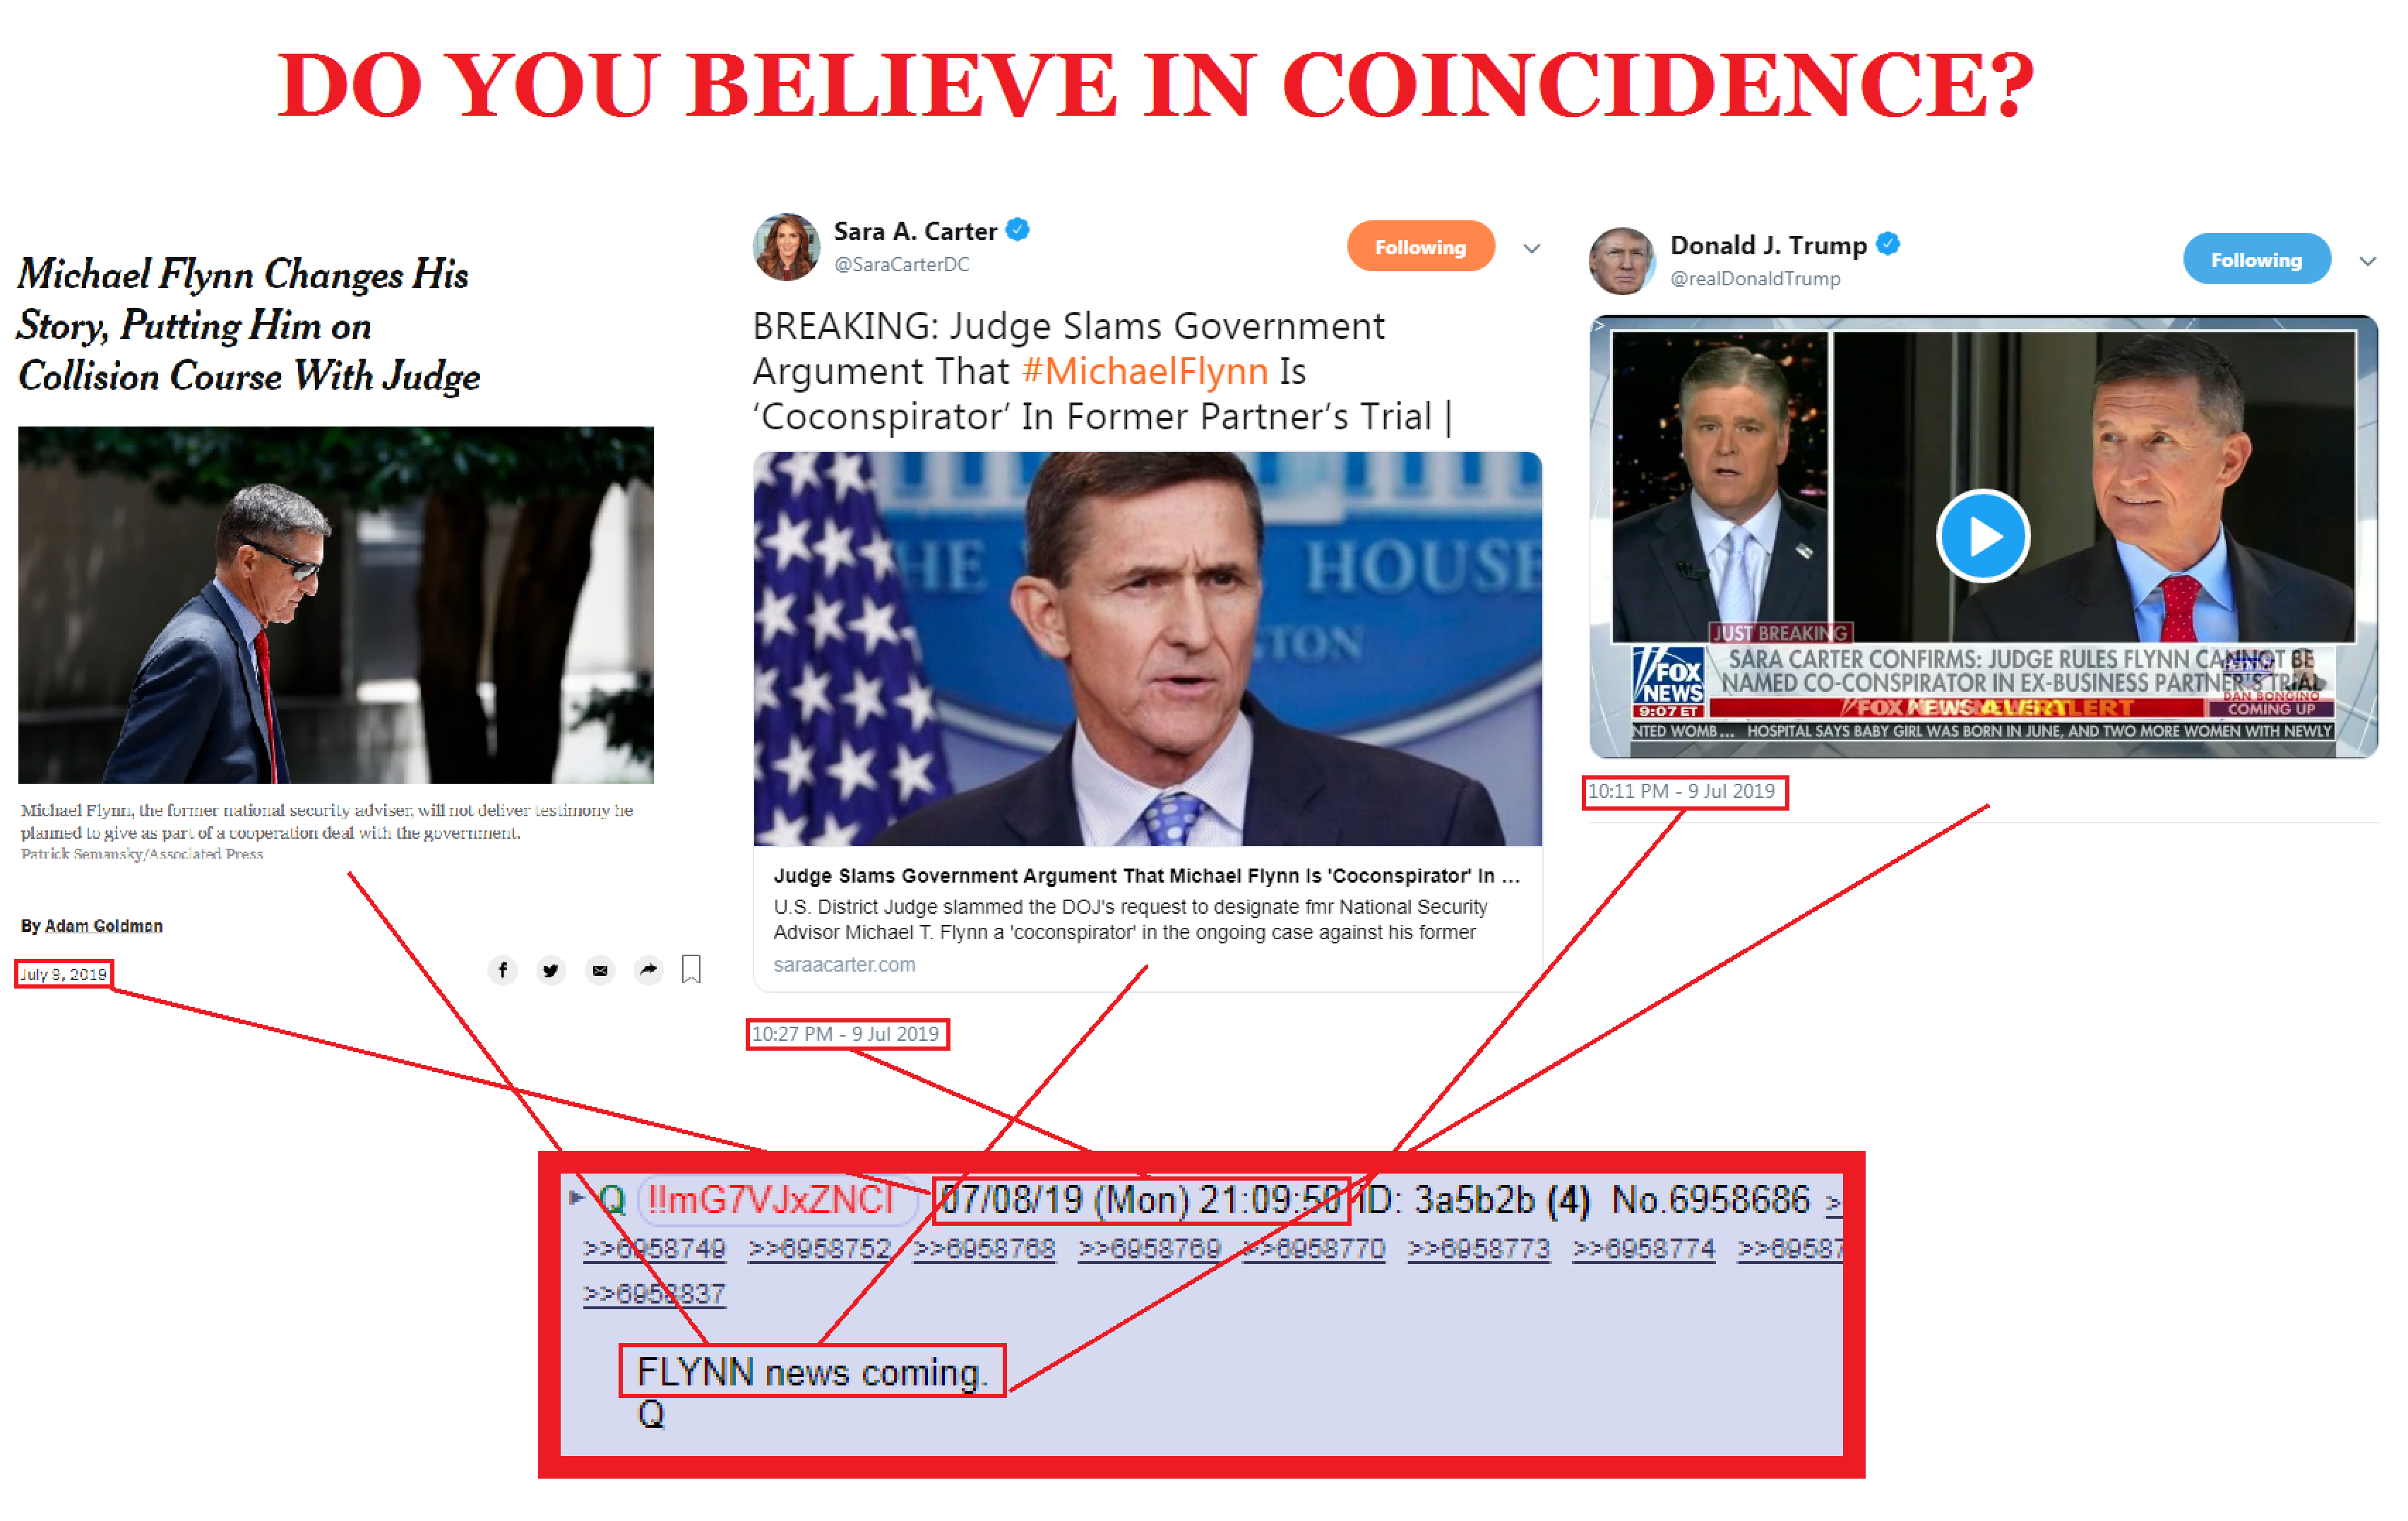 DO YOU BELIEVE IN COINCIDENCE?
Michael Flynn Changes His
Story, Putting Him on
Collision Course With Judge
Michael Flynn, the former national security adviser, will not deliver testimony he
planned to give as part of a cooperation deal with the government.
Patrick Semansky/Associated Press
By Adam Goldman
July 9, 2019
Sara A. Carter
@SaraCarterDC
Following
BREAKING: Judge Slams Government
Argument That #MichaelFlynn Is
‘Coconspirator’ In Former Partner’s Trial |
HE HOUSE
TON
Judge Slams Government Argument That Michael Flynn Is 'Coconspirator' In ...
U.S. District Judge slammed the DOJ's request to designate fmr National Security
Advisor Michael T. Flynn a 'coconspirator' in the ongoing case against his former
saraacarter.com
10:27 PM - 9 Jul 2019
Donald J. Trump
@realDonaldTrump
Following
JUST BREAKING
FOX
NEWS
9:07 ET
SARA CARTER CONFIRMS: JUDGE RULES FLYNN CANNOT BE
NAMED CO-CONSPIRATOR IN EX-BUSINESS PARTNER'S TRIAL
FOX NEWS ALERT
DAN BONGINO
COMING UP
NTED WOMB... HOSPITAL SAYS BABY GIRL WAS BORN IN JUNE, AND TWO MORE WOMEN WITH NEWLY
10:11 PM - 9 Jul 2019
Q !!mG7VJxZNCI 07/08/19 (Mon) 21:09:50 ID: 3a5b2b (4) No.6958686 >
>>6958749 >>6958752 >>6958768 >>6958769 >>6958770 >>6958773 >>6958774 >>69587
>>6958837
FLYNN news coming.
Q